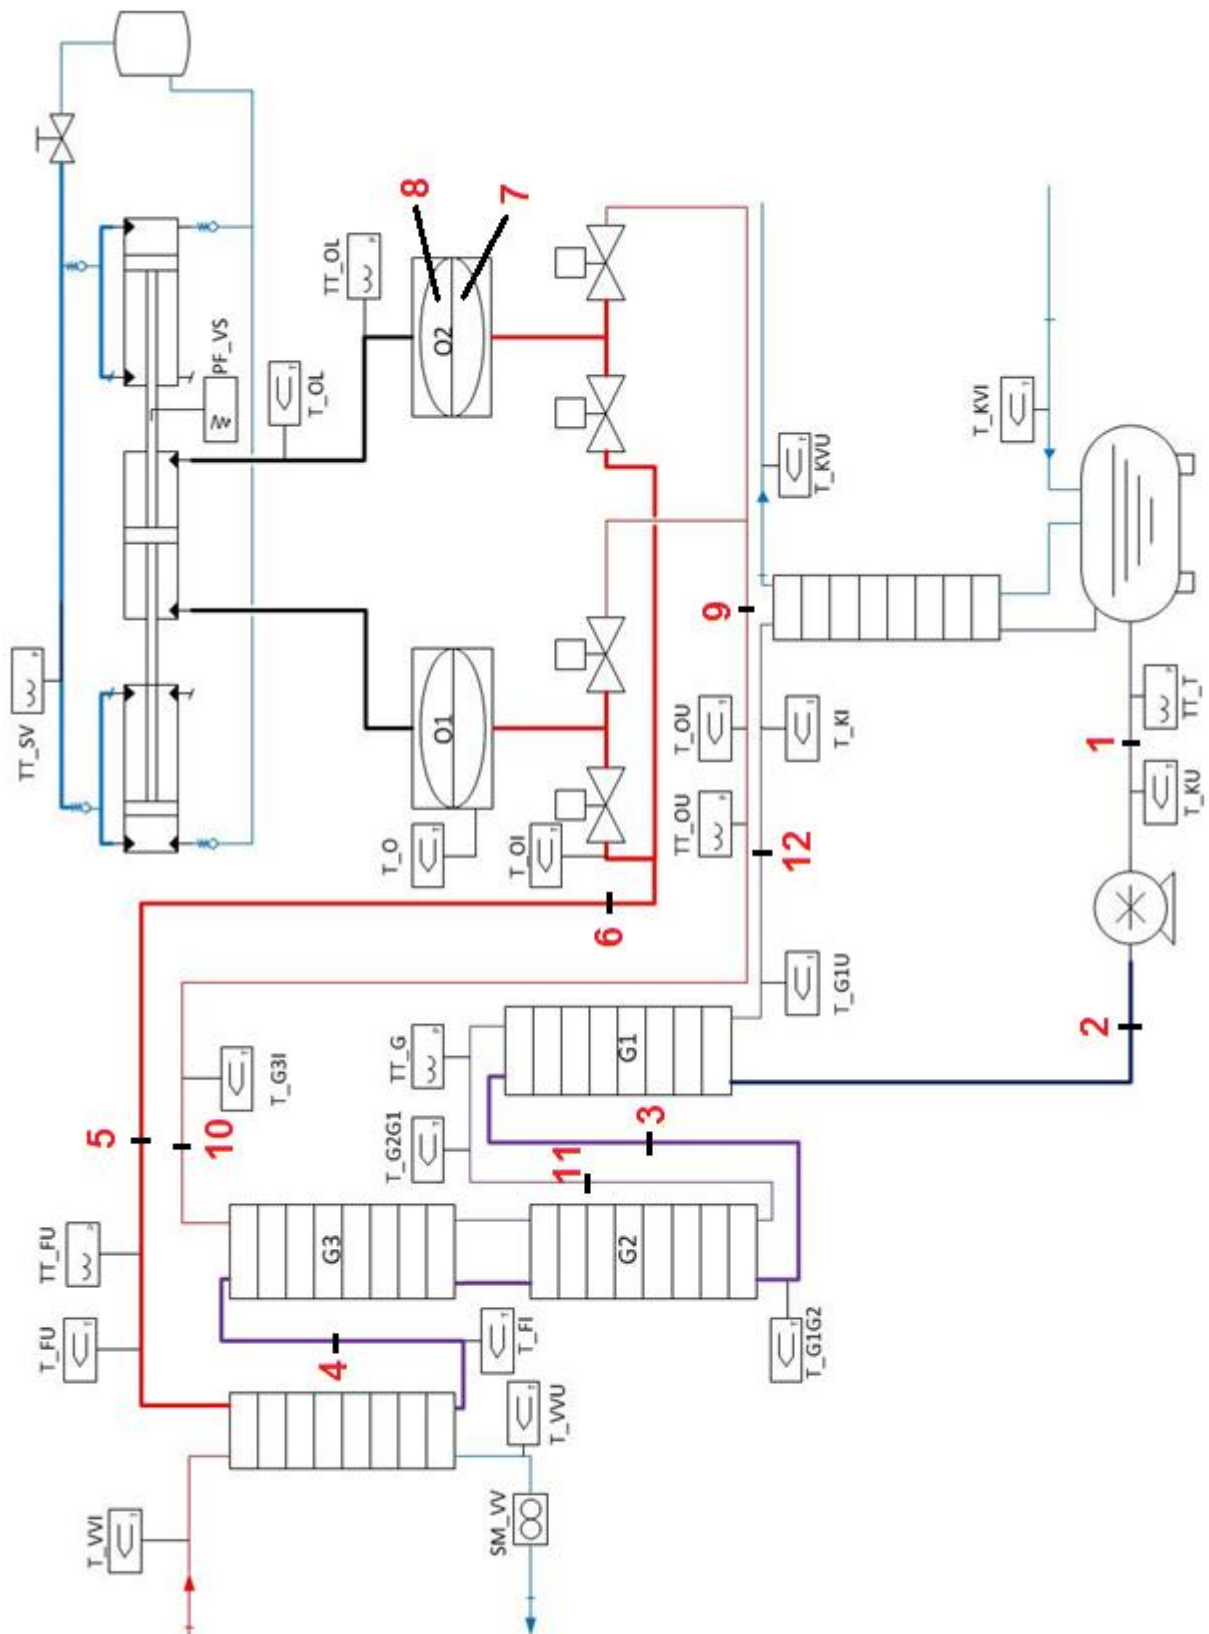 TT_SV
PF_VS
T_OL
TT_OL
8
7
O2
O1
T_O
T_OI
6
9
T_OU
TT_OU
T_KI
12
T_KVU
T_KVI
1
TT_T
T_KU
2
T_G1U
G1
TT_G
T_G2G1
3
11
5
10
T_G3I
TT_FU
T_FU
G3
G2
4
T_FI
T_G1G2
T_VVU
SM_VV
T_VVI